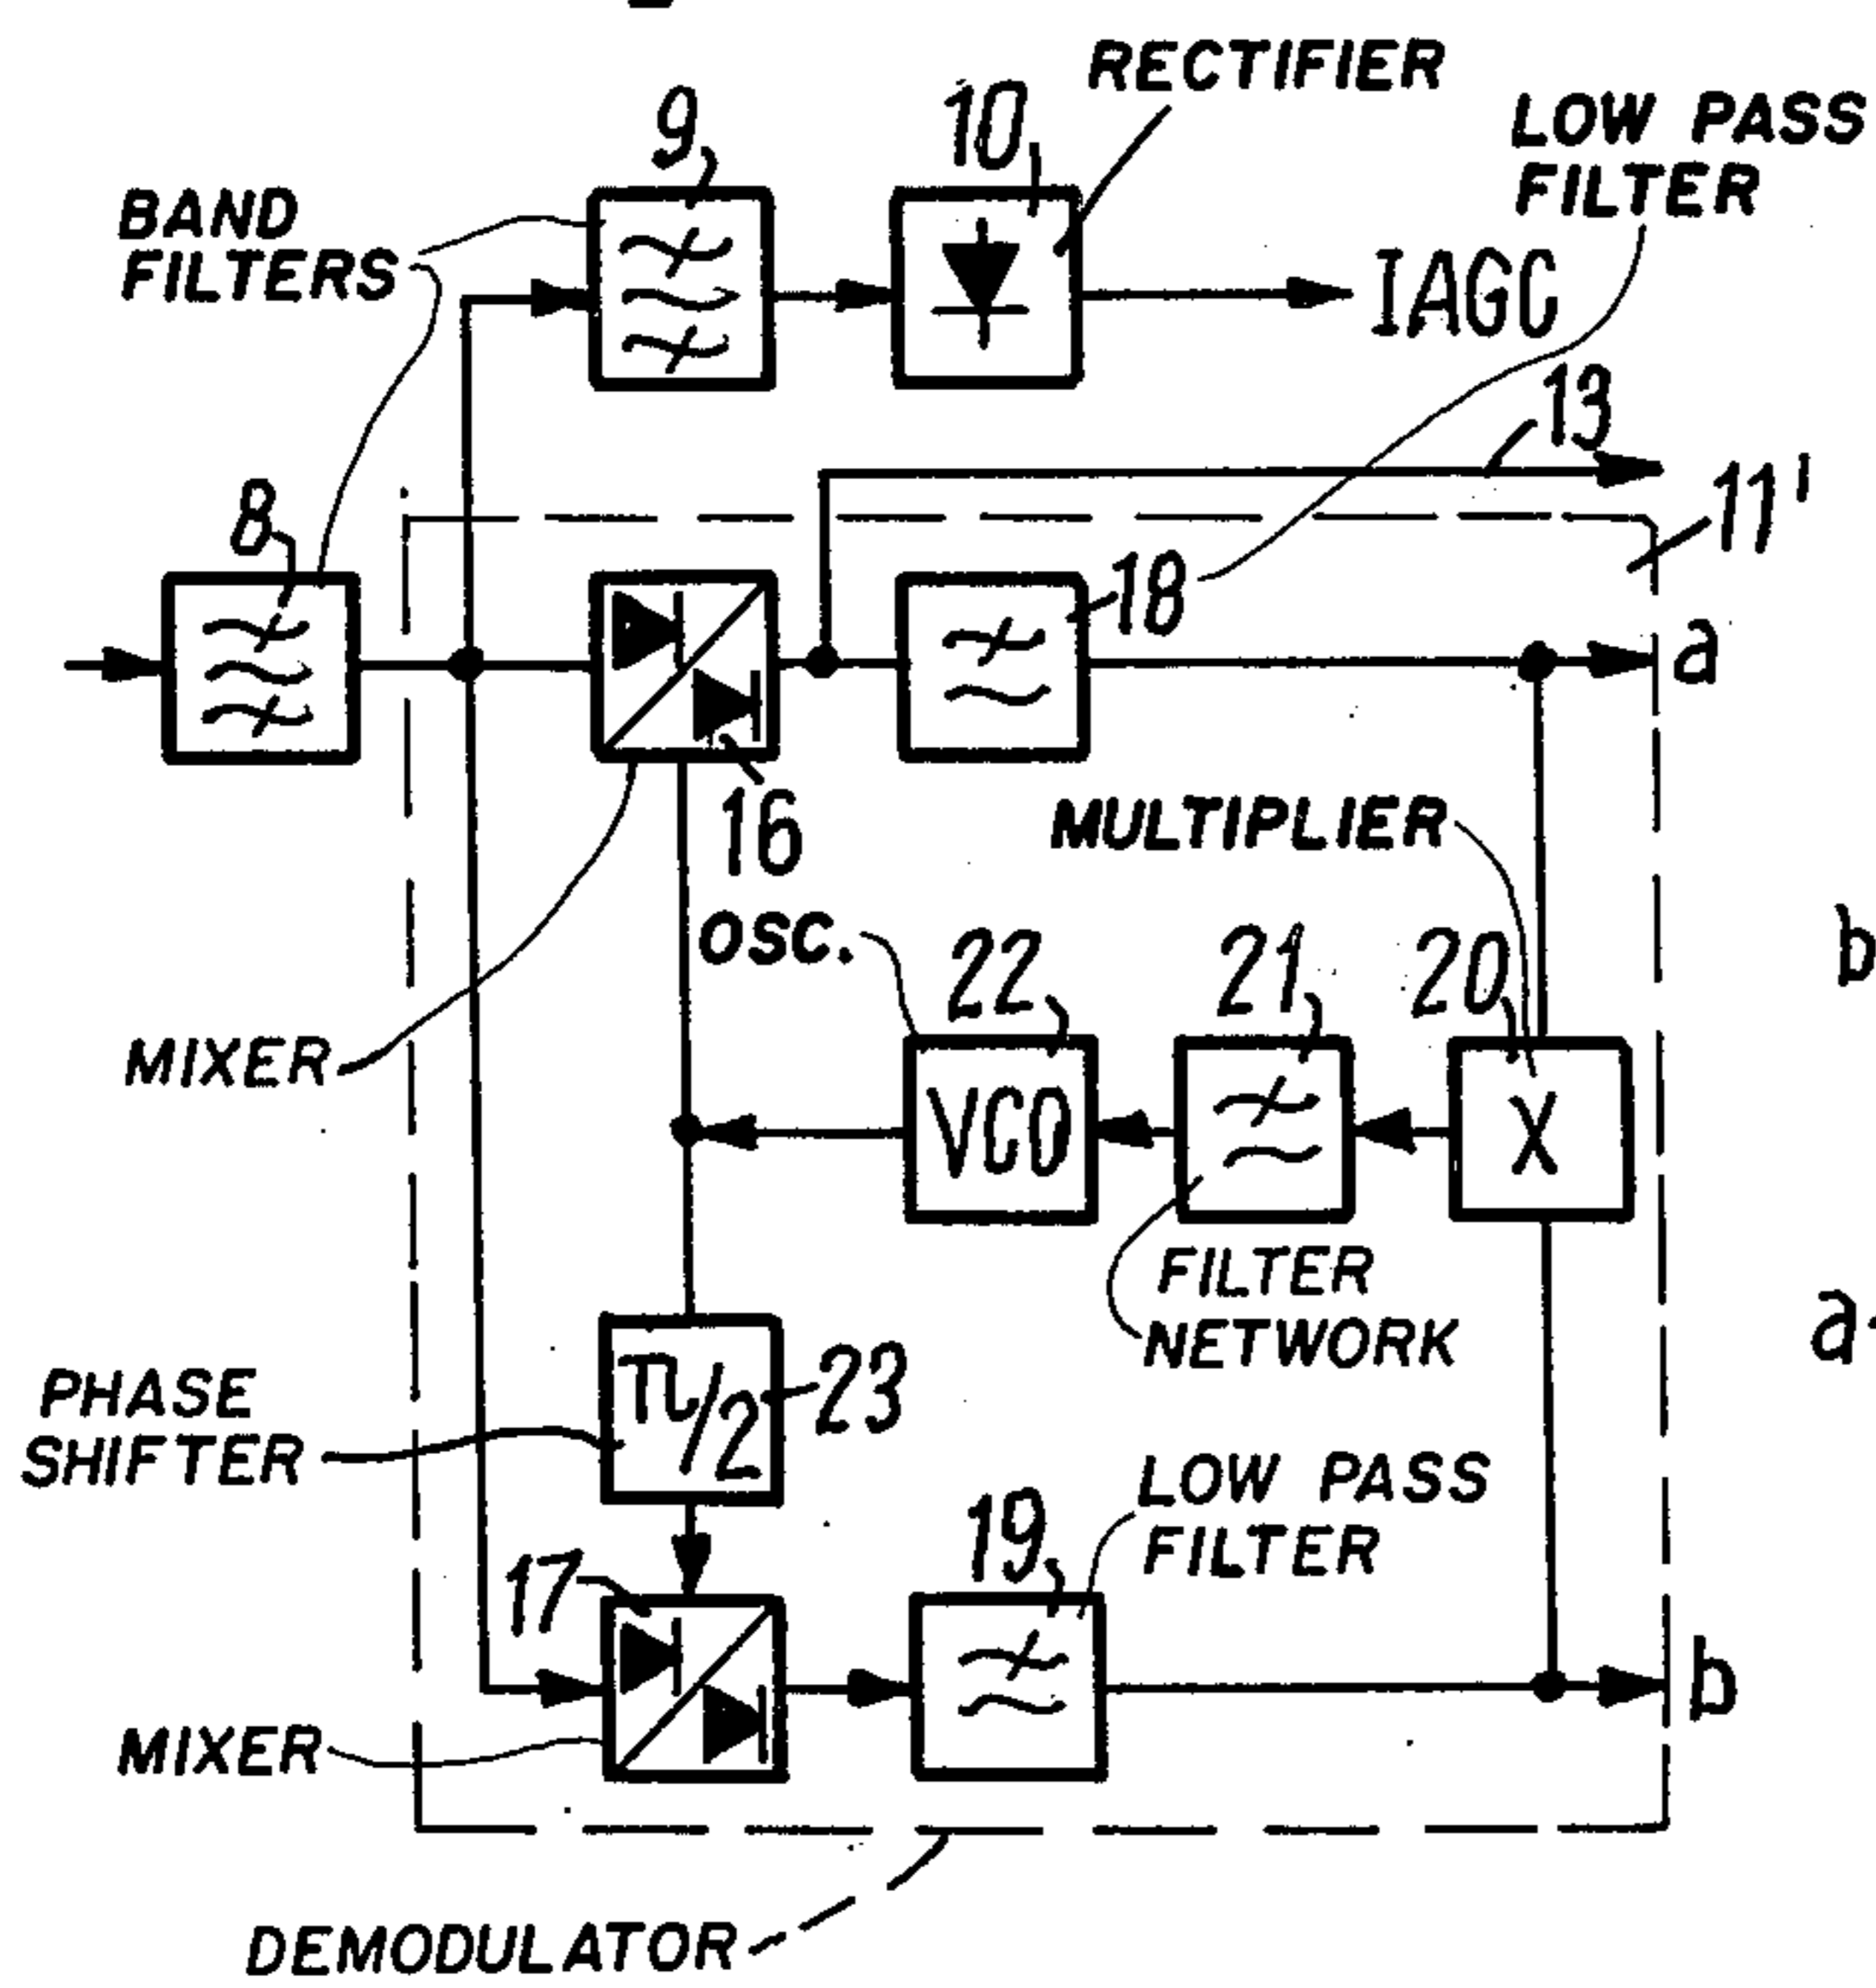 RECTIFIER
LOW PASS
FILTER
9
10
BAND
FILTERS
IAGC
13
11'
8
18
a
16
MULTIPLIER
OSC.
22
21
20
b
MIXER
VCO
X
FILTER
NETWORK
a
PHASE
SHIFTER
π/2
23
LOW PASS
FILTER
19
17
b
MIXER
DEMODULATOR